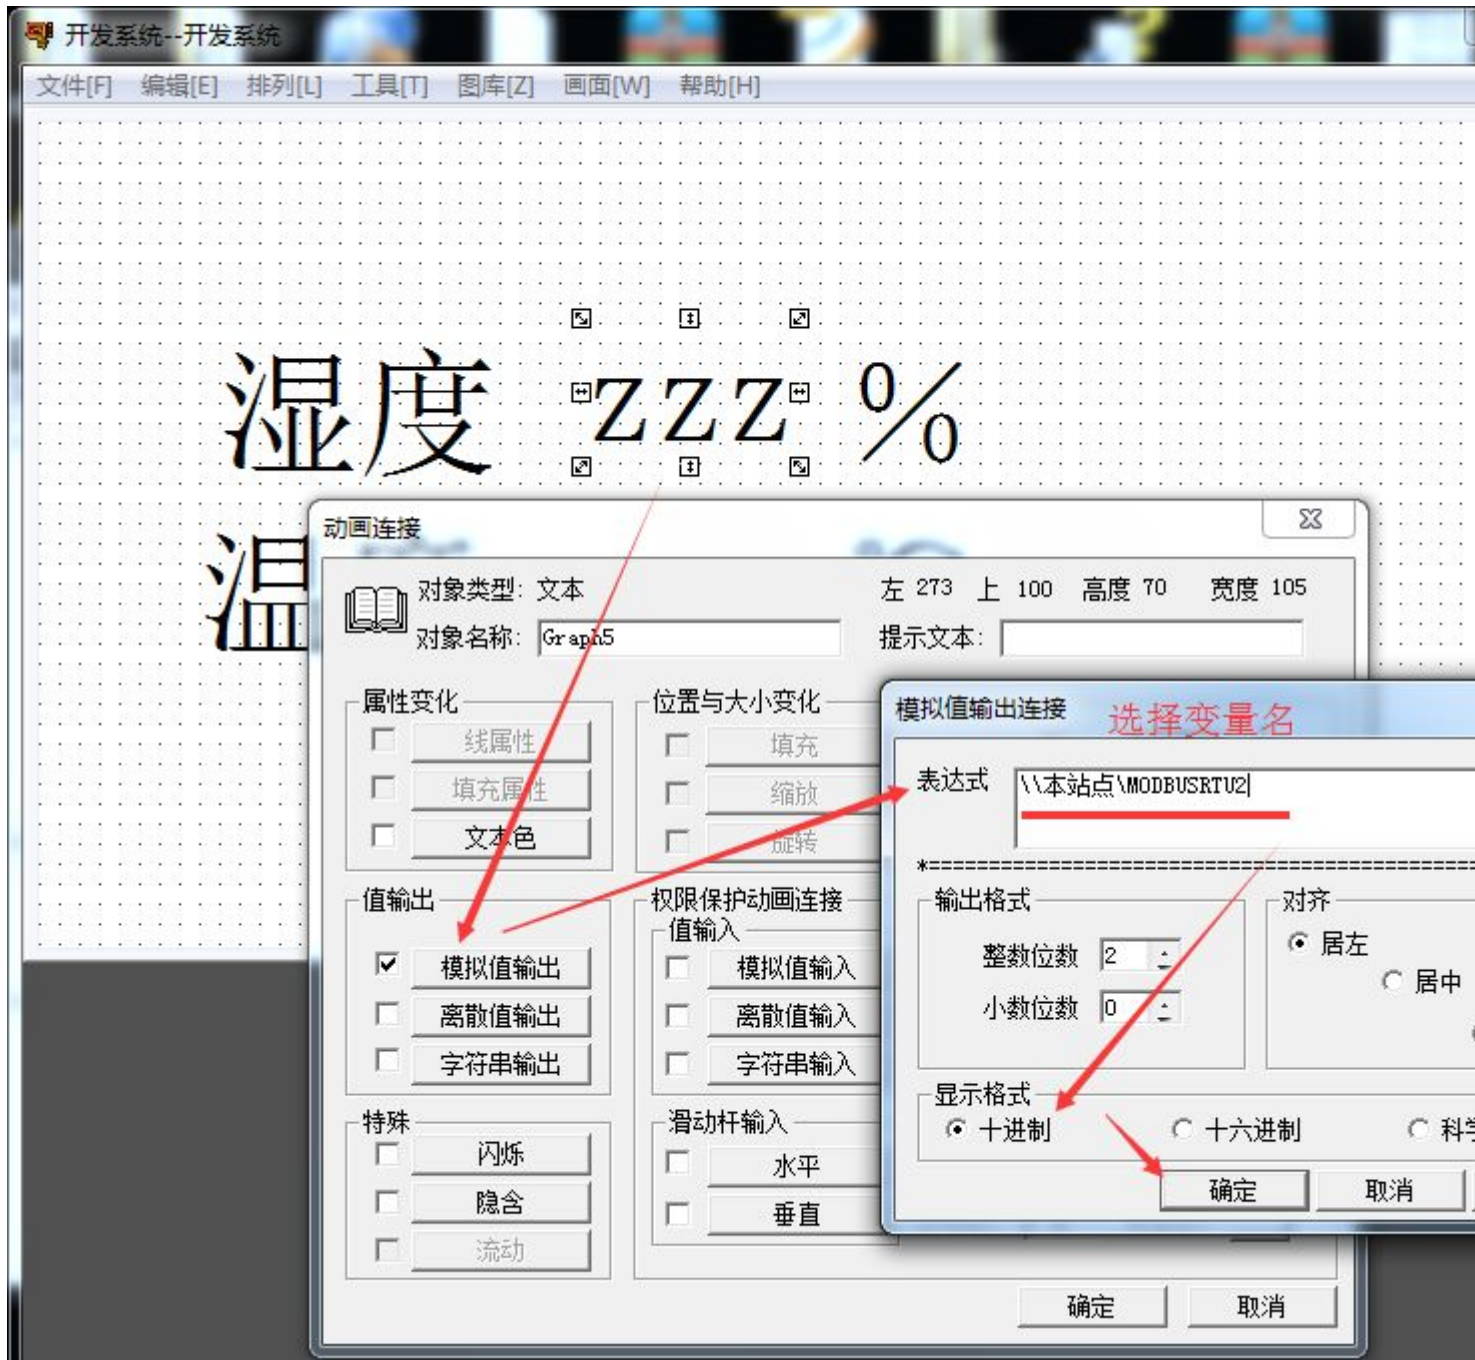 开发系统--开发系统
文件[F] 编辑[E] 排列[L] 工具[T] 图库[Z] 画面[W] 帮助[H]
湿度 ZZZ %
温
动画连接
对象类型: 文本 左 273 上 100 高度 70 宽度 105
对象名称: Graph5 提示文本:
属性变化
线属性
填充属性
文本色
位置与大小变化
填充
缩放
旋转
值输出
模拟值输出
离散值输出
字符串输出
权限保护动画连接
值输入
模拟值输入
离散值输入
字符串输入
特殊
闪烁
隐含
流动
滑动杆输入
水平
垂直
确定 取消
模拟值输出连接 选择变量名
表达式 \\本站点\MODBUSRTU2
*==============================================
输出格式
整数位数 2
小数位数 0
对齐
居左
居中
显示格式
十进制 十六进制 科学
确定 取消